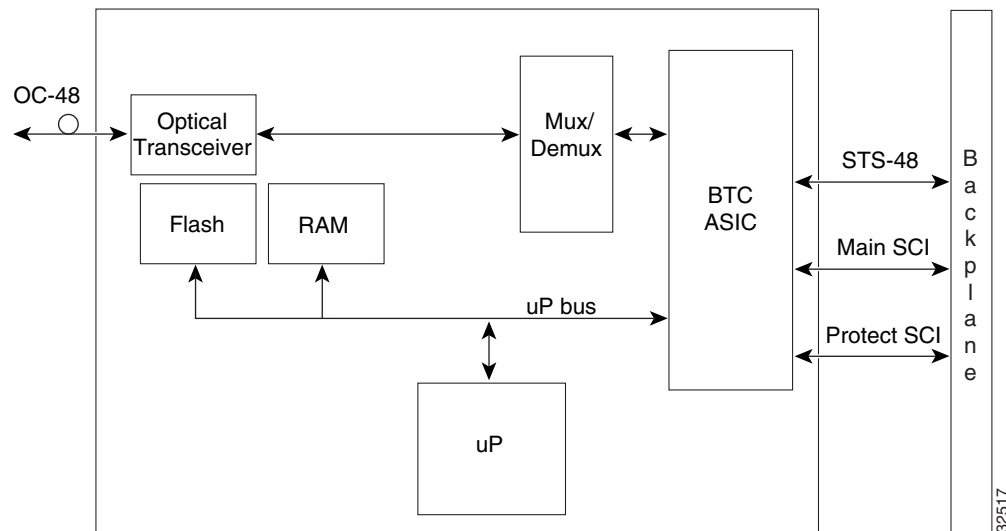 OC-48
Optical
Transceiver
Mux/
Demux
BTC
ASIC
STS-48
Main SCI
Protect SCI
Backplane
Flash
RAM
uP bus
uP